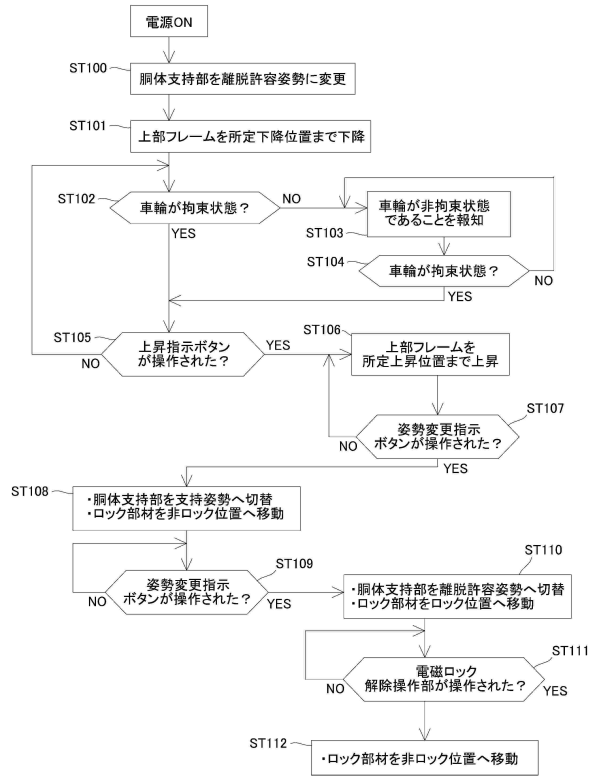 電源ON
ST100
胴体支持部を離脱許容姿勢に変更
ST101
上部フレームを所定下降位置まで下降
ST102
車輪が拘束状態？
NO
YES
車輪が非拘束状態
であることを報知
ST103
ST104
車輪が拘束状態？
NO
YES
ST105
上昇指示ボタン
が操作された？
NO
YES
ST106
上部フレームを
所定上昇位置まで上昇
ST107
姿勢変更指示
ボタンが操作された？
NO
YES
ST108
・胴体支持部を支持姿勢へ切替
・ロック部材を非ロック位置へ移動
ST109
姿勢変更指示
ボタンが操作された？
NO
YES
ST110
・胴体支持部を離脱許容姿勢へ切替
・ロック部材をロック位置へ移動
ST111
電磁ロック
解除操作部が操作された？
NO
YES
ST112
・ロック部材を非ロック位置へ移動